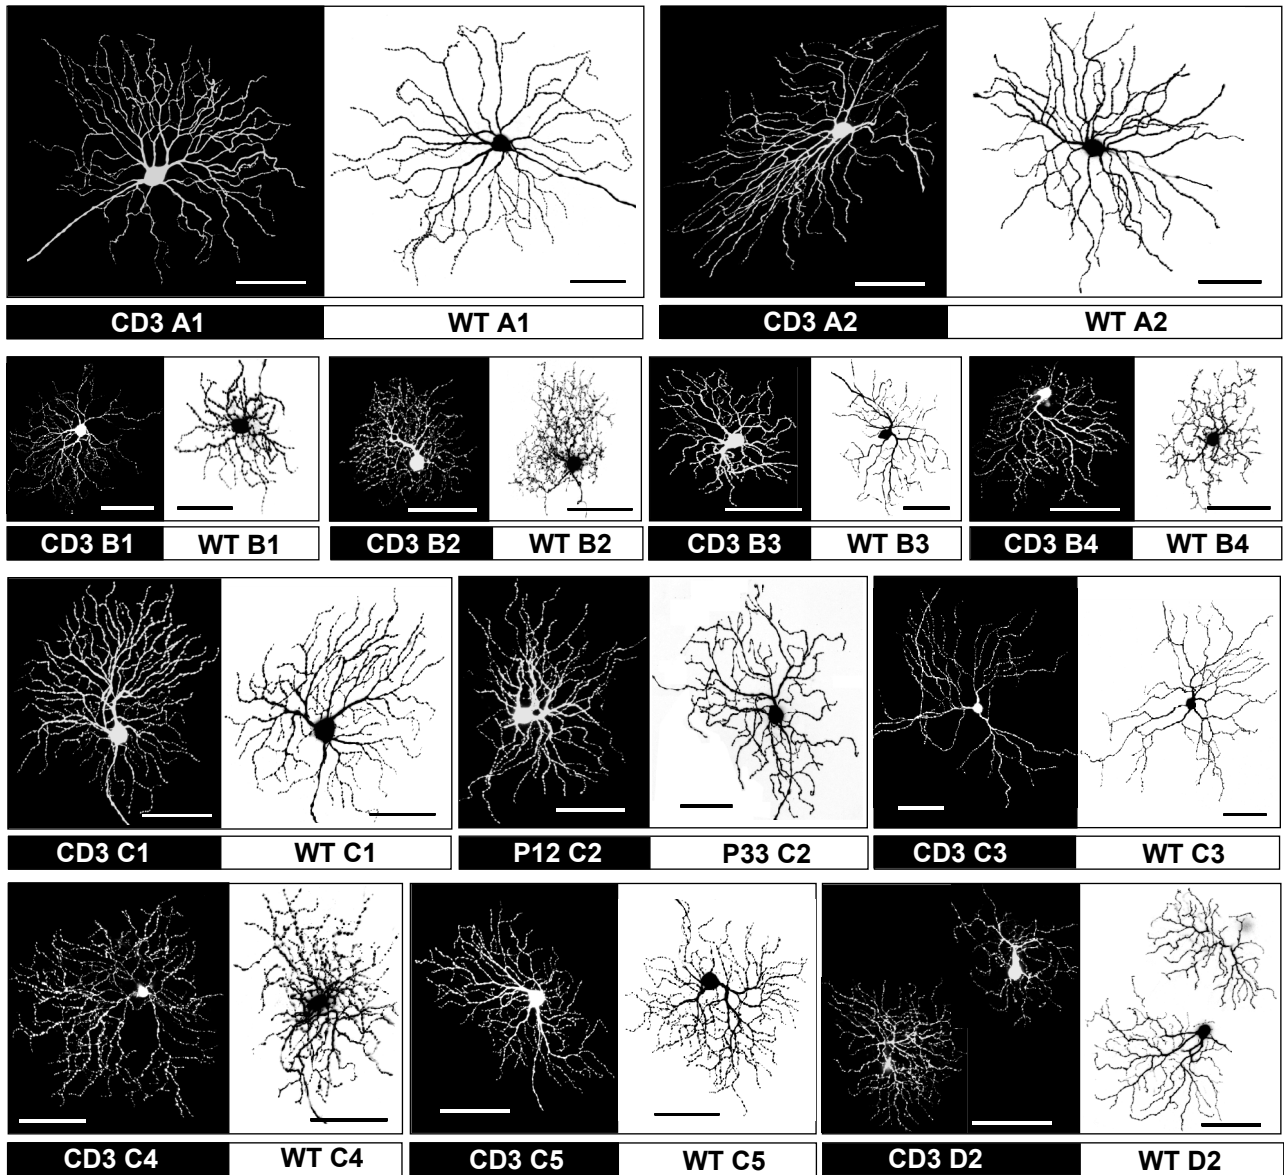 CD3 A1 WT A1 CD3 A2 WT A2
CD3 B1 WT B1 CD3 B2 WT B2 CD3 B3 WT B3 CD3 B4 WT B4
CD3 C1 WT C1 P12 C2 P33 C2 CD3 C3 WT C3
CD3 C4 WT C4 CD3 C5 WT C5 CD3 D2 WT D2